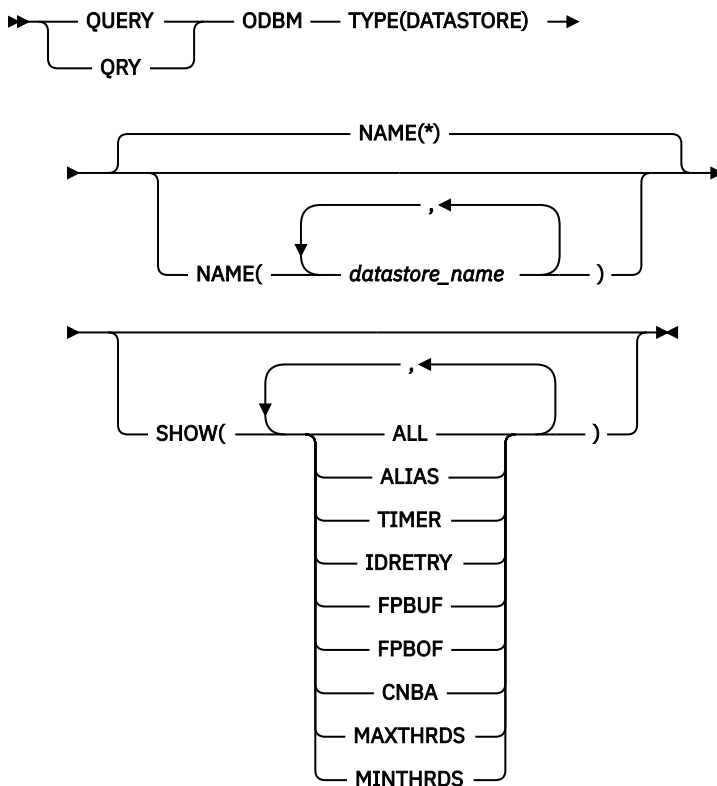 QUERY ODBM TYPE(DATASTORE)
QRY
NAME(*)
,
NAME( datastore_name )
,
SHOW( ALL )
ALIAS
TIMER
IDRETRY
FPBUF
FPBOF
CNBA
MAXTHRDS
MINTHRDS